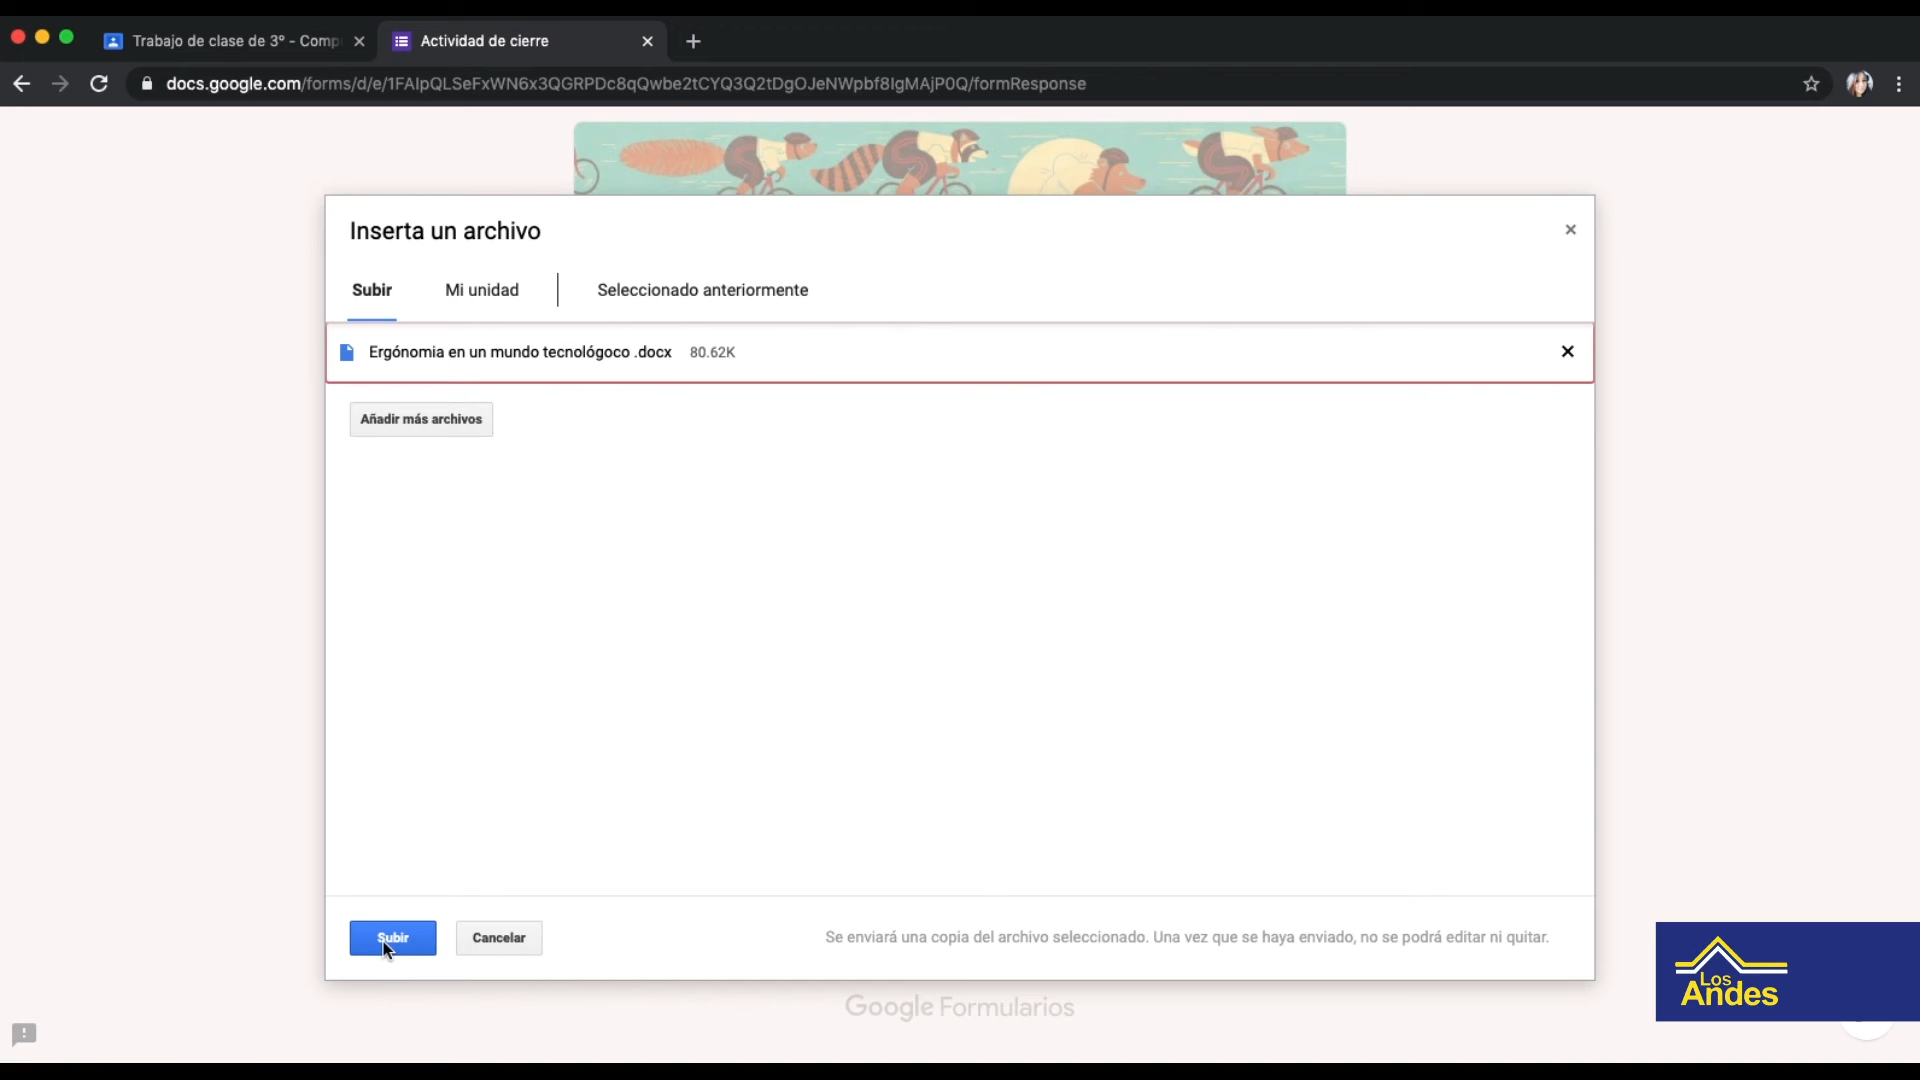 Trabajo de clase de 3º - Comp
Actividad de cierre
docs.google.com/forms/d/e/1FAIpQLSeFxWN6x3QGRPDc8qQwbe2tCYQ3Q2tDgOJeNWpbf8IgMAjP0Q/formResponse
Inserta un archivo
Subir
Mi unidad
Seleccionado anteriormente
Ergónomia en un mundo tecnológoco .docx 80.62K
Añadir más archivos
Subir
Cancelar
Se enviará una copia del archivo seleccionado. Una vez que se haya enviado, no se podrá editar ni quitar.
Los
Andes
Google Formularios